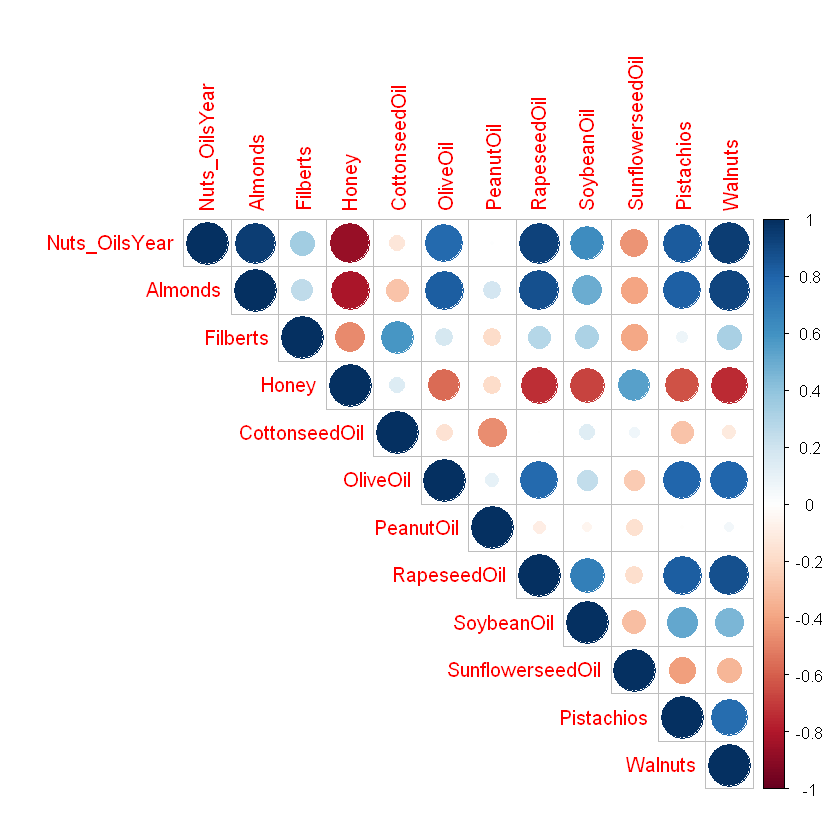 Nuts_OilsYear
Almonds
Filberts
Honey
CottonseedOil
OliveOil
PeanutOil
RapeseedOil
SoybeanOil
SunflowerseedOil
Pistachios
Walnuts
Nuts_OilsYear
Almonds
Filberts
Honey
CottonseedOil
OliveOil
PeanutOil
RapeseedOil
SoybeanOil
SunflowerseedOil
Pistachios
Walnuts
1
0.8
0.6
0.4
0.2
0
-0.2
-0.4
-0.6
-0.8
-1